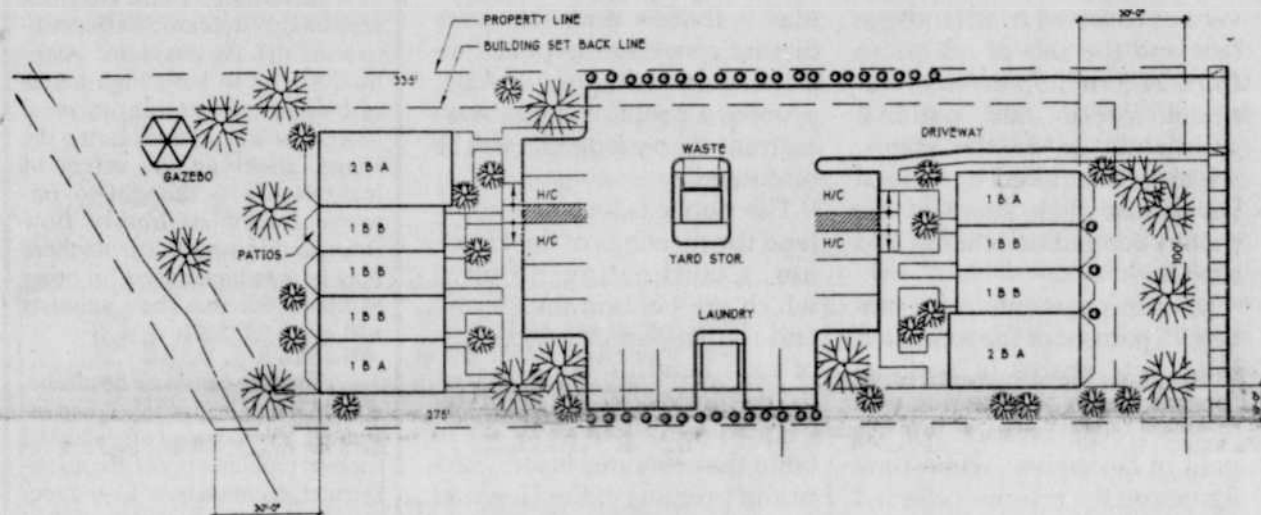 PROPERTY LINE
30'-0"
BUILDING SET BACK LINE
335'
DRIVEWAY
WASTE
GAZEBO
2 B A
H/C
1 B A
1 B B
H/C
1 B B
PATIOS
YARD STOR.
1 B B
1 B B
100'
1 B B
LAUNDRY
2 B A
1 B A
275'
30'-0"